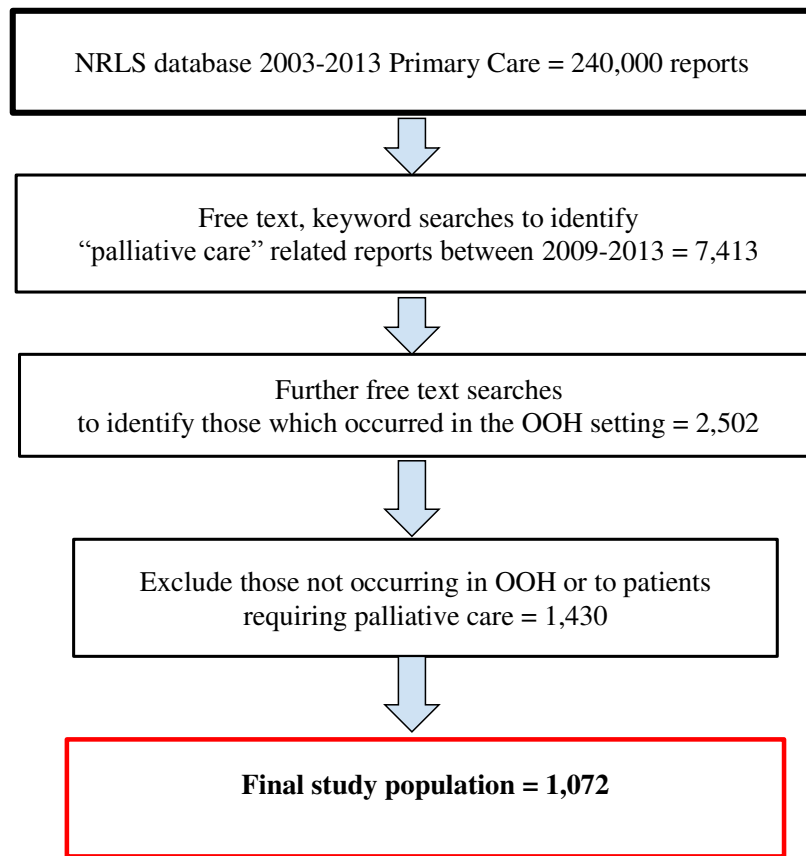 NRLS database 2003-2013 Primary Care = 240,000 reports
Free text, keyword searches to identify
“palliative care” related reports between 2009-2013 = 7,413
Further free text searches
to identify those which occurred in the OOH setting = 2,502
Exclude those not occurring in OOH or to patients
requiring palliative care = 1,430
Final study population = 1,072